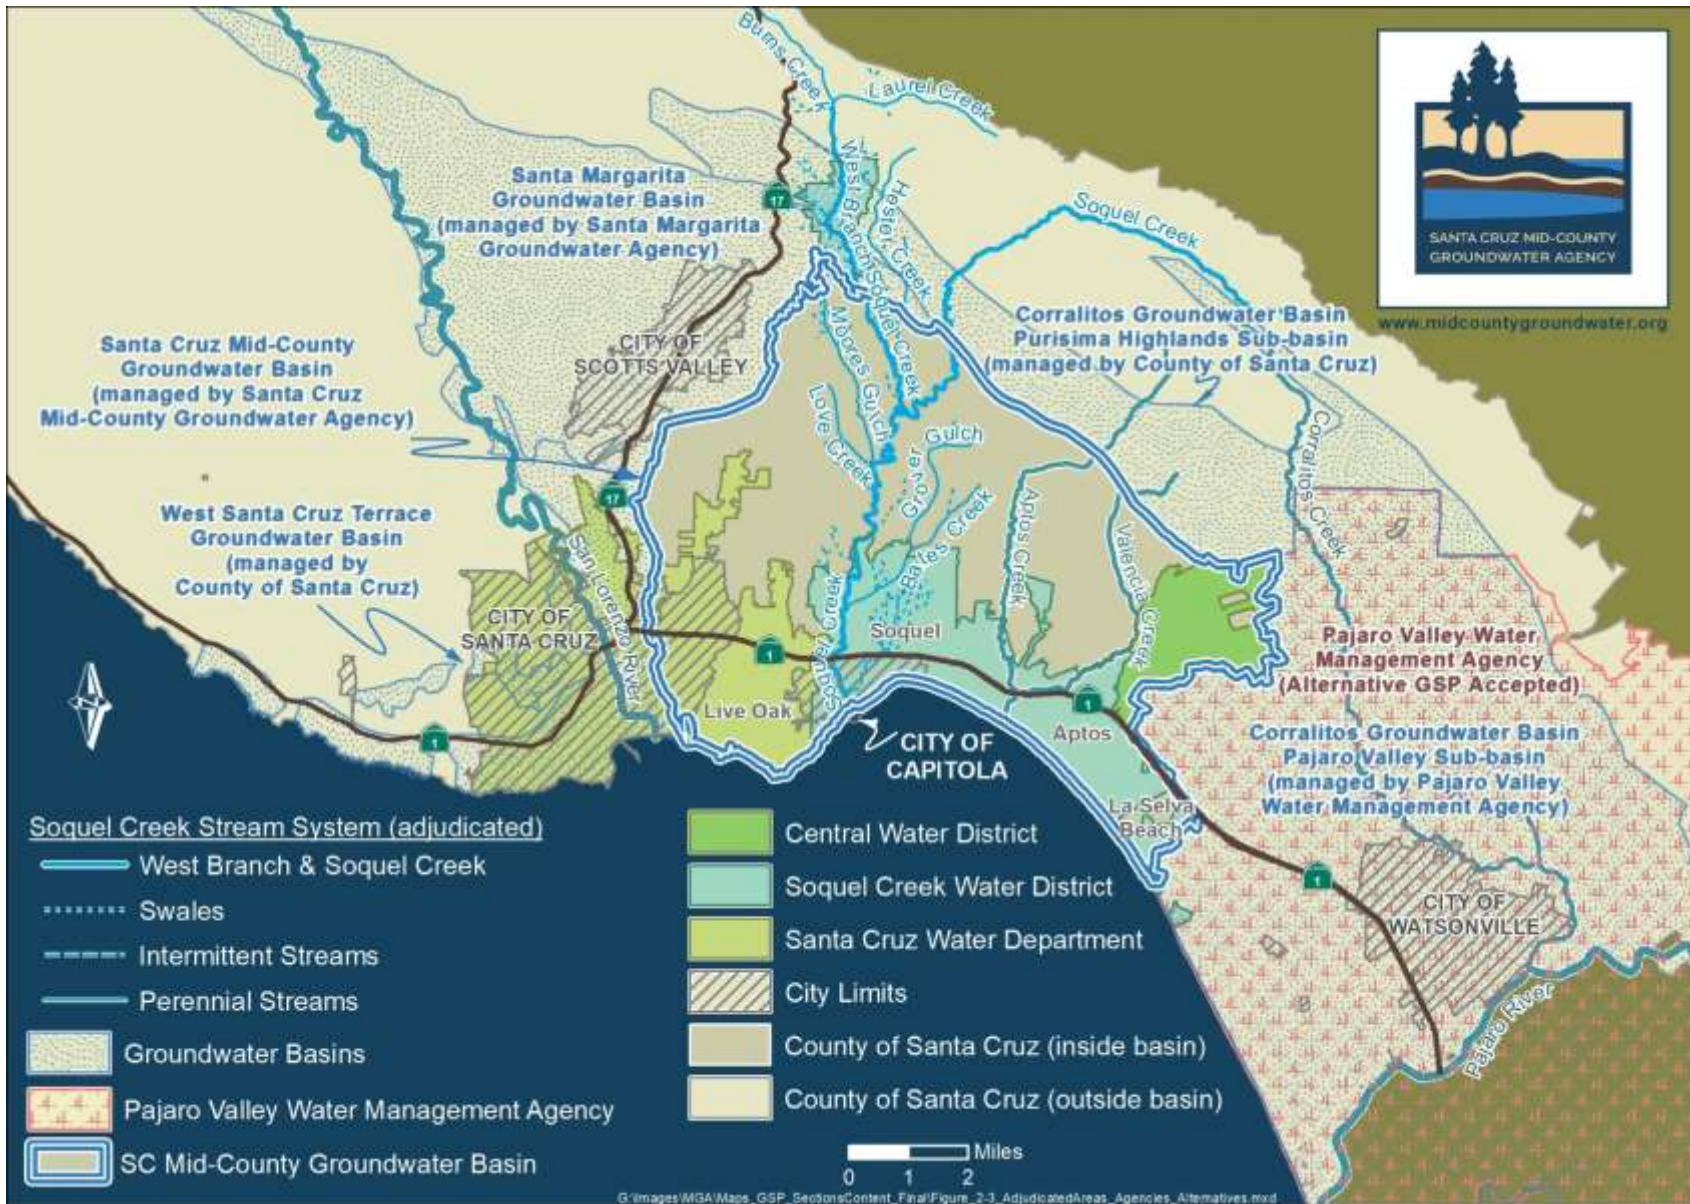 Burns Creek
Laurel Creek
West Branch Soquel Creek
Hester Creek
Soquel Creek
17
Santa Margarita
Groundwater Basin
(managed by Santa Margarita
Groundwater Agency)
SANTA CRUZ MID-COUNTY
GROUNDWATER AGENCY
www.midcountygroundwater.org
Corralitos Groundwater Basin
Purisima Highlands Sub-basin
(managed by County of Santa Cruz)
Santa Cruz Mid-County
Groundwater Basin
(managed by Santa Cruz
Mid-County Groundwater Agency)
CITY OF
SCOTTS VALLEY
Moores Gulch
Love Creek
Grover Gulch
Bates Creek
Aptos Creek
Valencia Creek
Corralitos Creek
17
West Santa Cruz Terrace
Groundwater Basin
(managed by
County of Santa Cruz)
San Lorenzo River
CITY OF
SANTA CRUZ
Soquel Creek
Soquel
1
1
1
Live Oak
Aptos
CITY OF
CAPITOLA
La Selva
Beach
Pajaro Valley Water
Management Agency
(Alternative GSP Accepted)
Corralitos Groundwater Basin
Pajaro Valley Sub-basin
(managed by Pajaro Valley
Water Management Agency)
1
CITY OF
WATSONVILLE
Pajaro River
Soquel Creek Stream System (adjudicated)
West Branch & Soquel Creek
Swales
Intermittent Streams
Perennial Streams
Groundwater Basins
Pajaro Valley Water Management Agency
SC Mid-County Groundwater Basin
Central Water District
Soquel Creek Water District
Santa Cruz Water Department
City Limits
County of Santa Cruz (inside basin)
County of Santa Cruz (outside basin)
Miles
0 1 2
G:\Images\MGA\Maps_GSP_SectionsContent_Final\Figure_2-3_AdjudicatedAreas_Agencies_Alternatives.mxd